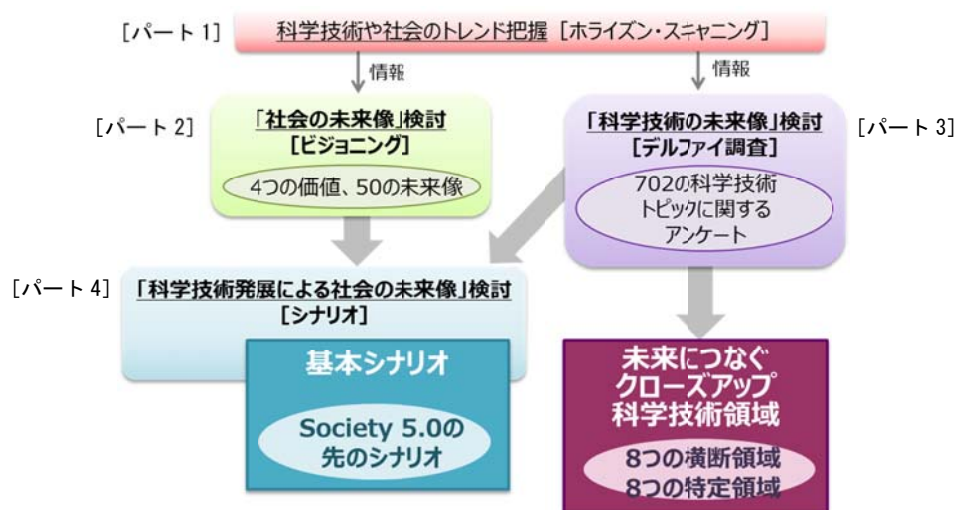 [パート 1]
科学技術や社会のトレンド把握 [ホライズン・スキャニング]
情報
情報
[パート 2]
「社会の未来像」検討
[ビジョニング]
4つの価値、50の未来像
「科学技術の未来像」検討
[デルファイ調査]
702の科学技術
トピックに関する
アンケート
[パート 3]
[パート 4]
「科学技術発展による社会の未来像」検討
[シナリオ]
基本シナリオ
Society 5.0の
先のシナリオ
未来につなぐ
クローズアップ
科学技術領域
8つの横断領域
8つの特定領域